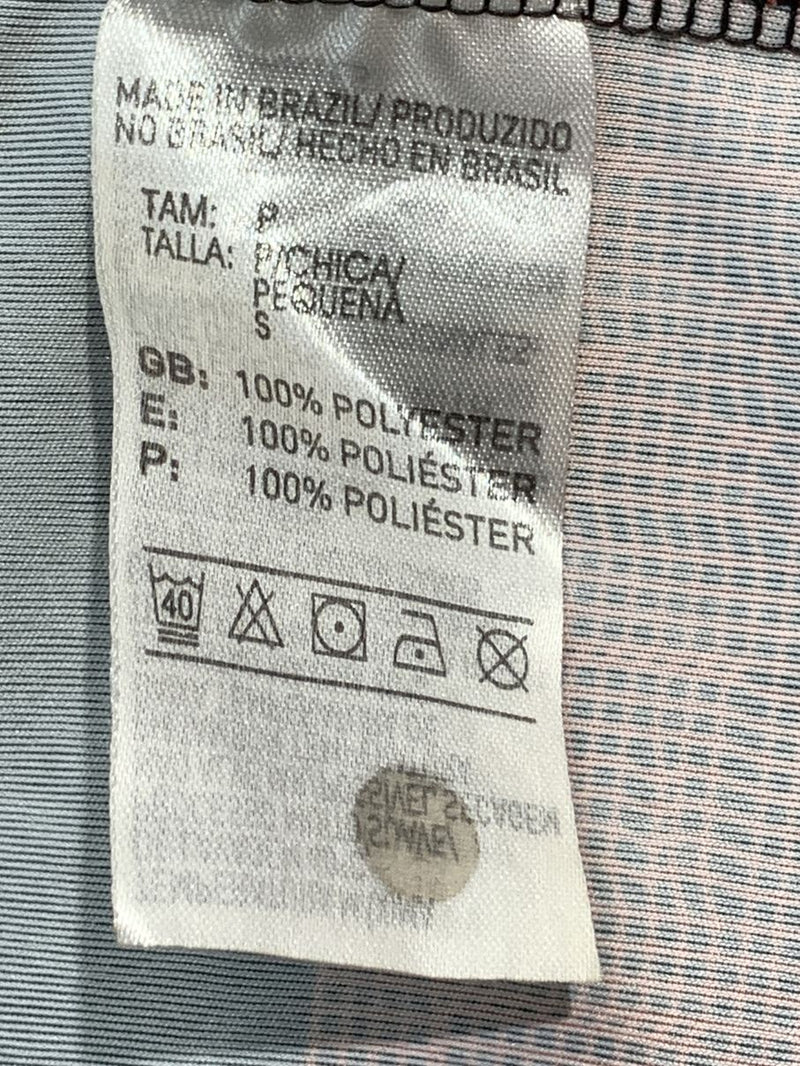 MADE IN BRAZIL/ PRODUZIDO
NO BRASIL/ HECHO EN BRASIL
TAM: P
TALLA: P/CHICA/
PEQUENA
S
GB: 100% POLYESTER
E: 100% POLIÉSTER
P: 100% POLIÉSTER
40